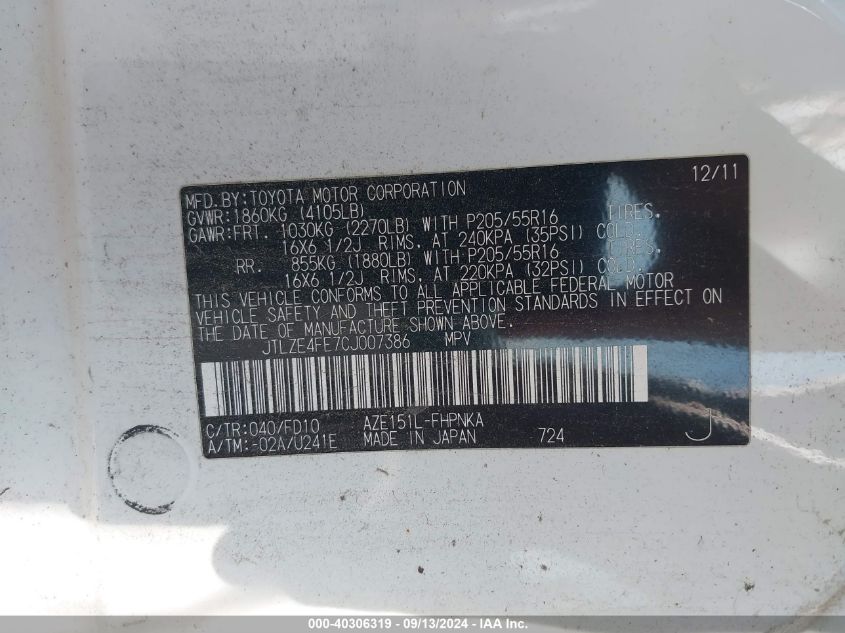 12/11
MFD.BY:TOYOTA MOTOR CORPORATION
GVWR:1860KG (4105LB)
GAWR:FRT. 1030KG (2270LB) WITH P205/55R16 TIRES.
16X6 1/2J RIMS. AT 240KPA (35PSI) COLD.
RR. 855KG (1880LB) WITH P205/55R16 TIRES.
16X6 1/2J RIMS. AT 220KPA (32PSI) COLD.
THIS VEHICLE CONFORMS TO ALL APPLICABLE FEDERAL MOTOR
VEHICLE SAFETY AND THEFT PREVENTION STANDARDS IN EFFECT ON
THE DATE OF MANUFACTURE SHOWN ABOVE.
JTLZE4FE7CJ007386 MPV
C/TR:040/FD10 AZE151L-FHPNKA
A/TM:-02A/U241E MADE IN JAPAN 724 J
000-40306319 - 09/13/2024 - IAA Inc.